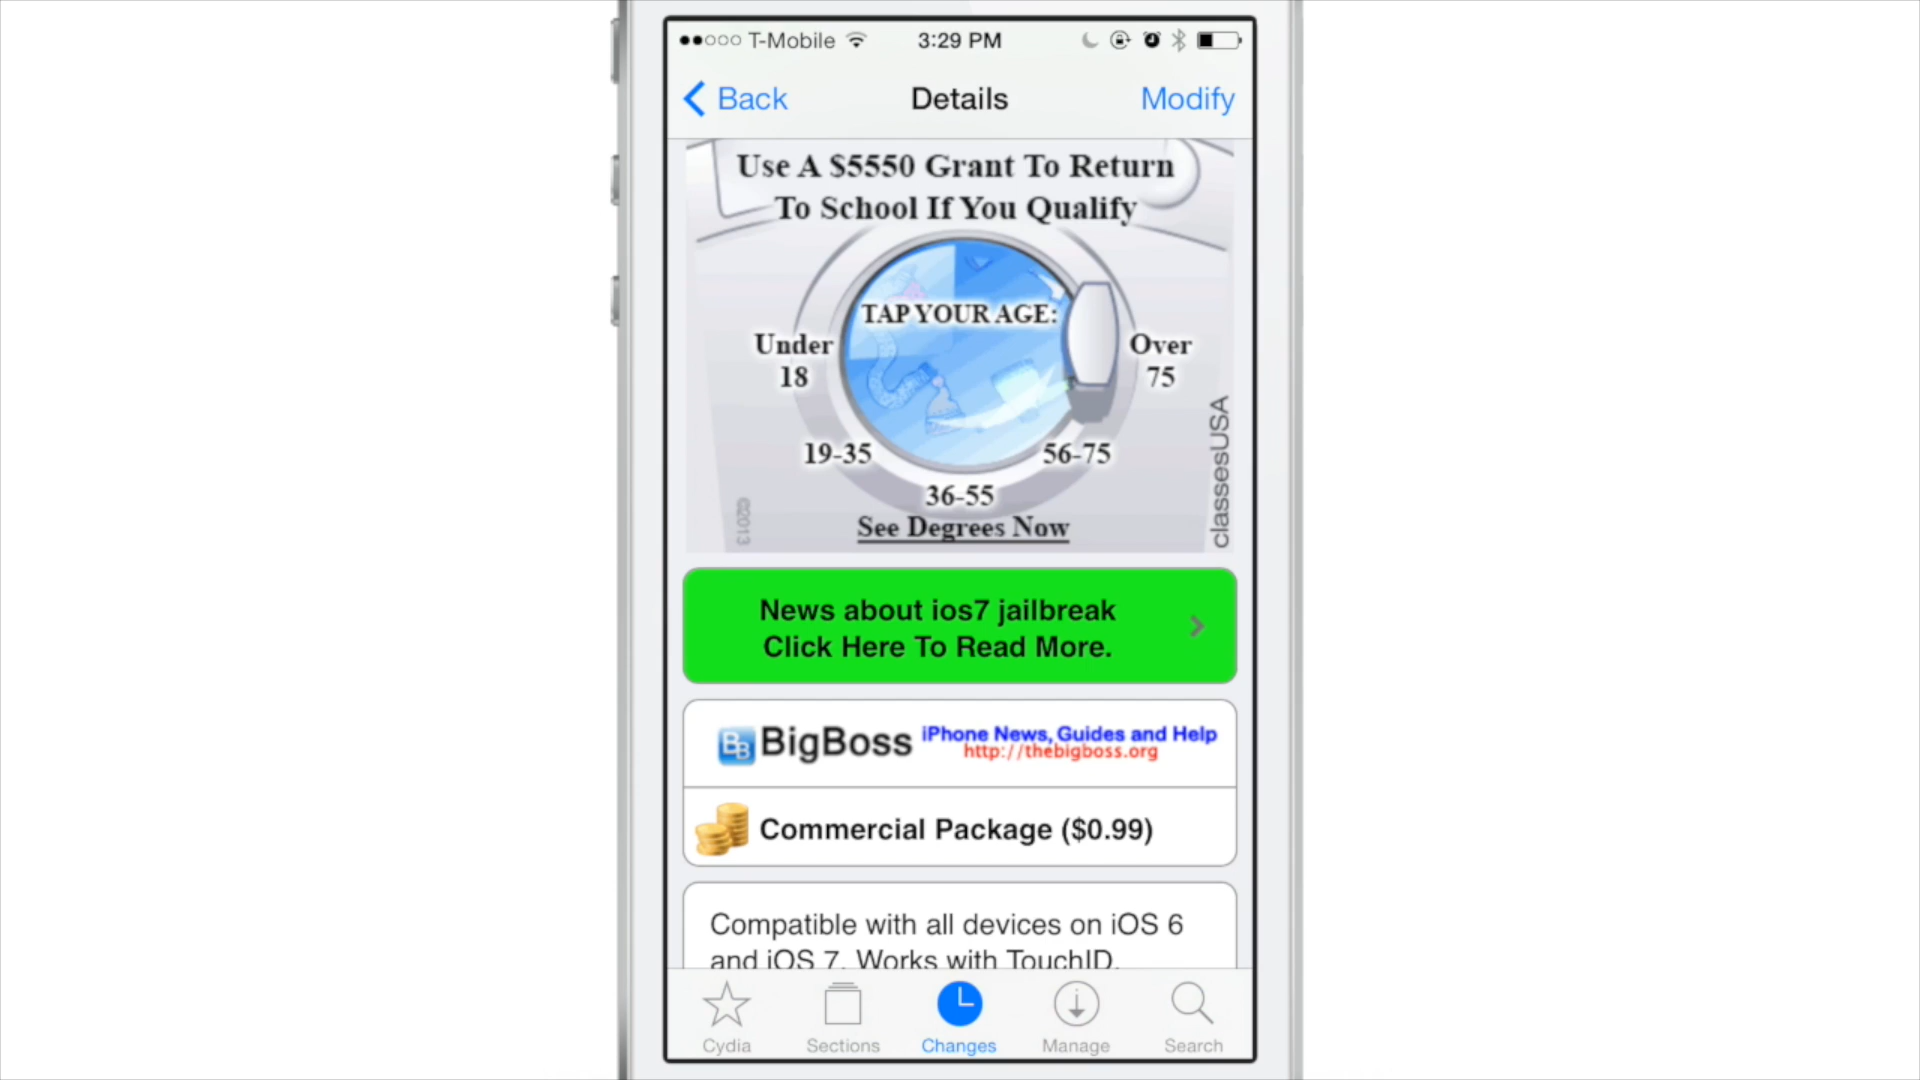 T-Mobile 3:29 PM
Back Details Modify
Use A $5550 Grant To Return
To School If You Qualify
TAP YOUR AGE:
Under
18
Over
75
19-35
56-75
36-55
See Degrees Now
©2013
classesUSA
News about ios7 jailbreak
Click Here To Read More.
BB BigBoss iPhone News, Guides and Help
http://thebigboss.org
Commercial Package ($0.99)
Compatible with all devices on iOS 6
and iOS 7. Works with TouchID.
Cydia Sections Changes Manage Search